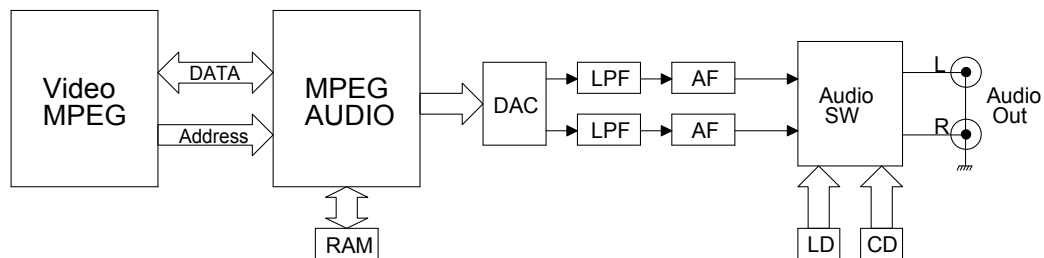 Video
MPEG
DATA
Address
MPEG
AUDIO
RAM
DAC
LPF
AF
LPF
AF
Audio
SW
LD
CD
L
R
Audio
Out